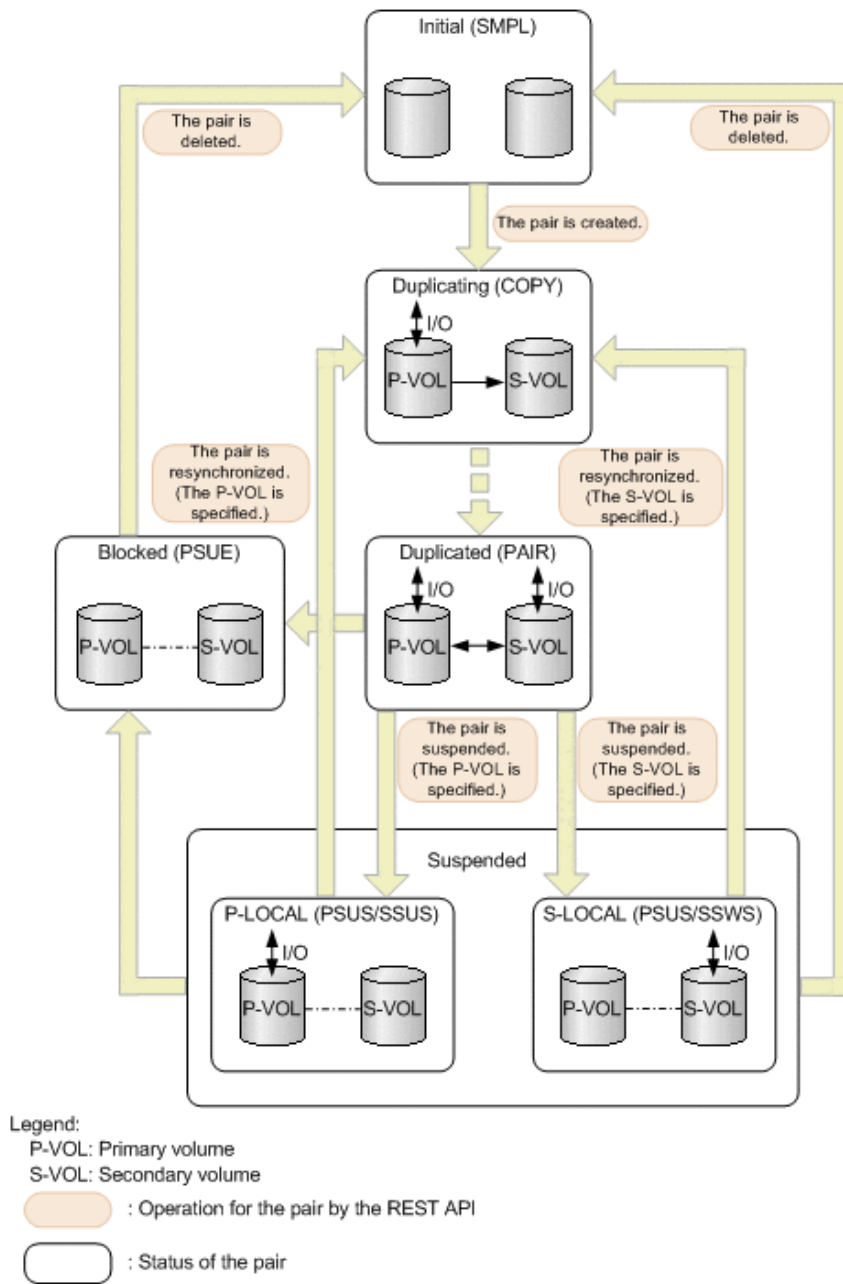 Initial (SMPL)
The pair is
deleted.
The pair is
deleted.
The pair is created.
Duplicating (COPY)
I/O
P-VOL
S-VOL
The pair is
resynchronized.
(The P-VOL is
specified.)
The pair is
resynchronized.
(The S-VOL is
specified.)
Blocked (PSUE)
P-VOL
S-VOL
Duplicated (PAIR)
I/O
I/O
P-VOL
S-VOL
The pair is
suspended.
(The P-VOL is
specified.)
The pair is
suspended.
(The S-VOL is
specified.)
Suspended
P-LOCAL (PSUS/SSUS)
I/O
P-VOL
S-VOL
S-LOCAL (PSUS/SSWS)
I/O
P-VOL
S-VOL
Legend:
P-VOL: Primary volume
S-VOL: Secondary volume
: Operation for the pair by the REST API
: Status of the pair